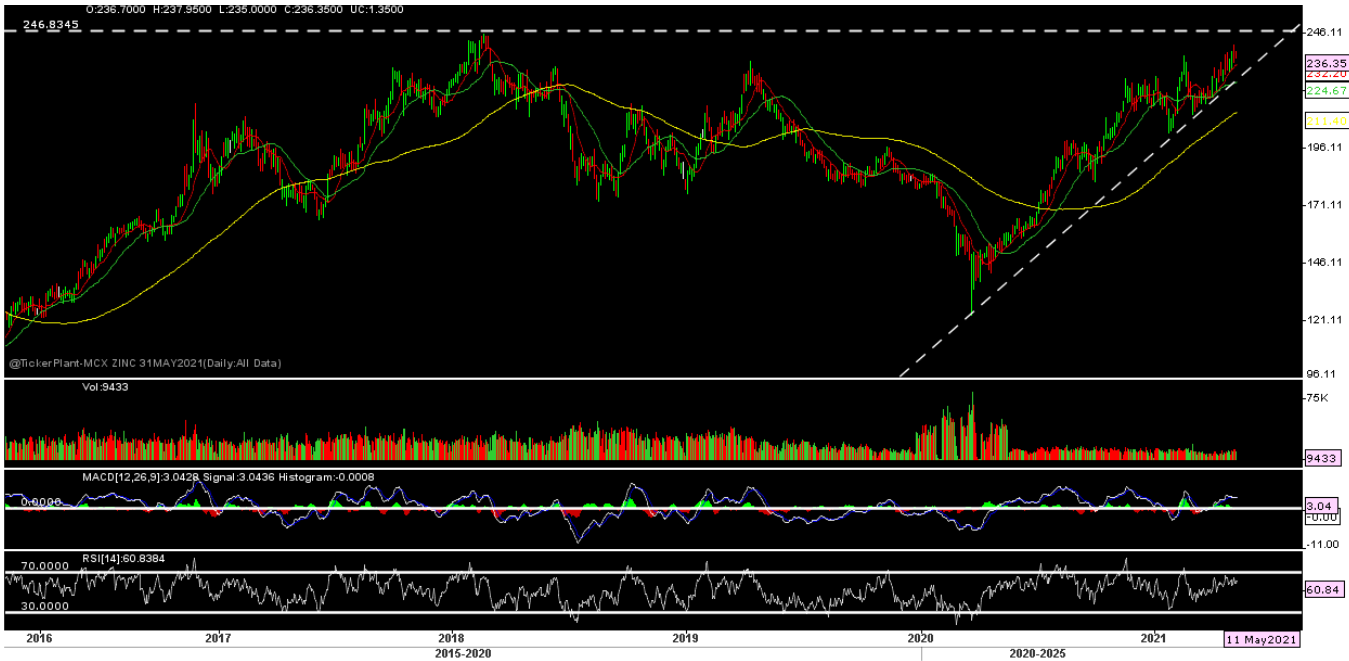 O:236.7000 H:237.9500 L:235.0000 C:236.3500 UC:1.3500
246.8345
246.11
236.35
232.20
224.67
211.40
196.11
171.11
146.11
121.11
@TickerPlant-MCX ZINC 31MAY2021(Daily:All Data)
96.11
Vol:9433
75K
9433
MACD[12,26,9]:3.0428 Signal:3.0436 Histogram:-0.0008
0.0000
3.04
-0.00
-11.00
RSI[14]:60.8384
70.0000
60.84
30.0000
2016 2017 2018 2019 2020 2021 11 May2021
2015-2020 2020-2025